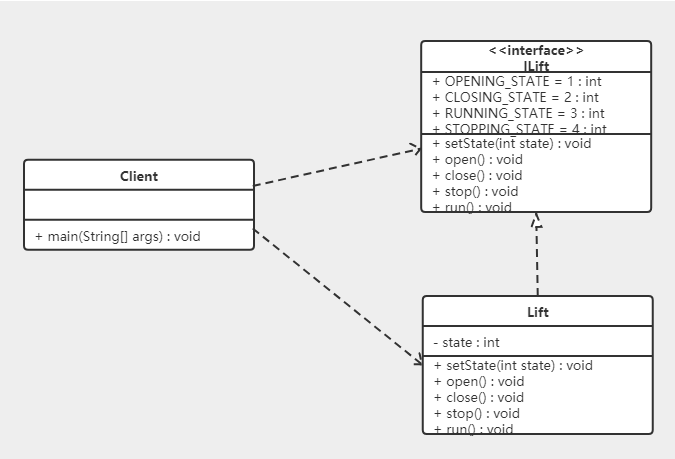 <<interface>>
ILift
+ OPENING_STATE = 1 : int
+ CLOSING_STATE = 2 : int
+ RUNNING_STATE = 3 : int
+ STOPPING_STATE = 4 : int
+ setState(int state) : void
+ open() : void
+ close() : void
+ stop() : void
+ run() : void
Client
+ main(String[] args) : void
Lift
- state : int
+ setState(int state) : void
+ open() : void
+ close() : void
+ stop() : void
+ run() : void